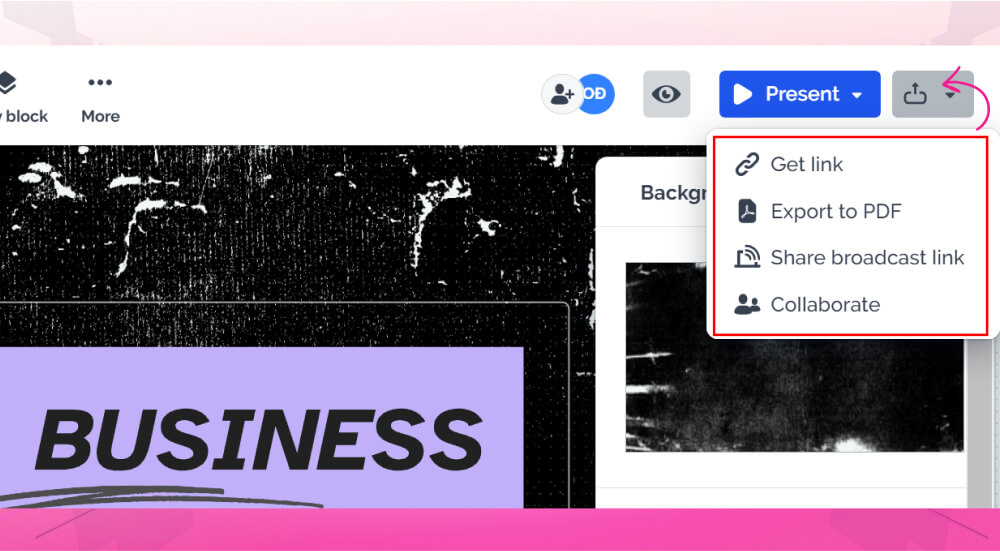 block
More
OĐ
Present
Backgr
Get link
Export to PDF
Share broadcast link
Collaborate
BUSINESS